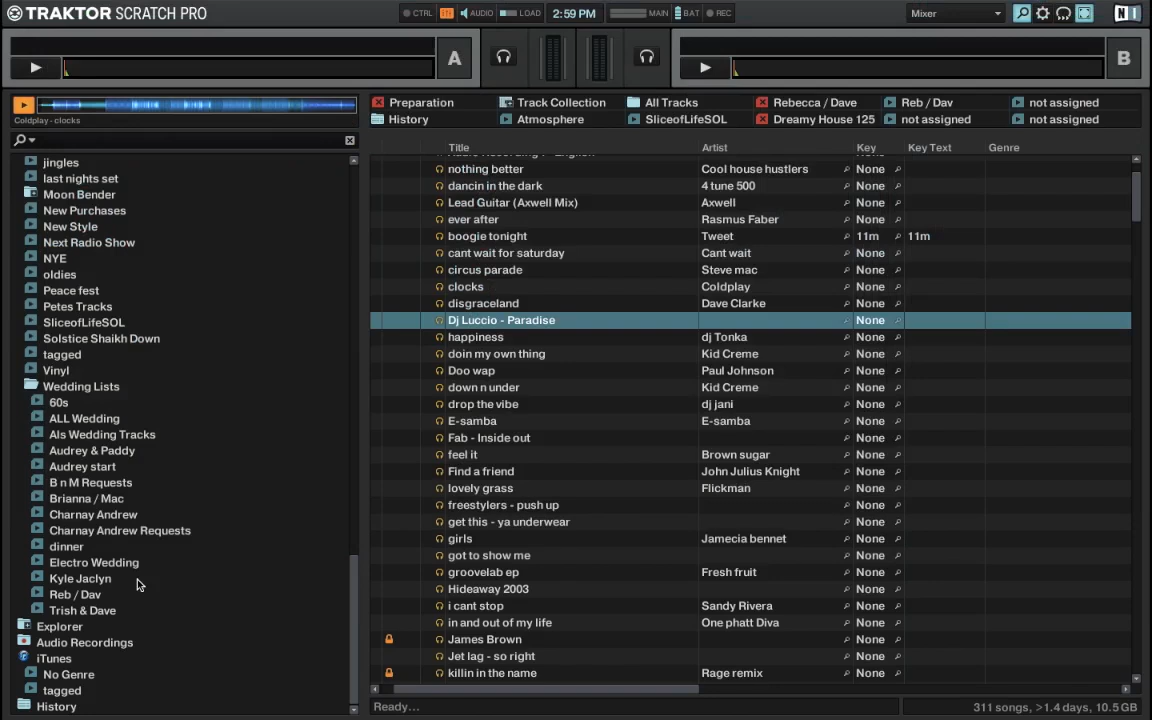 TRAKTOR SCRATCH PRO
CTRL AUDIO LOAD 2:59 PM MAIN BAT REC Mixer
A B
Coldplay - clocks
Preparation Track Collection All Tracks Rebecca / Dave Reb / Dav not assigned
History Atmosphere SliceofLifeSOL Dreamy House 125 not assigned not assigned
Title Artist Key Key Text Genre
jingles
last nights set
Moon Bender
New Purchases
New Style
Next Radio Show
NYE
oldies
Peace fest
Petes Tracks
SliceofLifeSOL
Solstice Shaikh Down
tagged
Vinyl
Wedding Lists
60s
ALL Wedding
Als Wedding Tracks
Audrey & Paddy
Audrey start
B n M Requests
Brianna / Mac
Charnay Andrew
Charnay Andrew Requests
dinner
Electro Wedding
Kyle Jaclyn
Reb / Dav
Trish & Dave
Explorer
Audio Recordings
iTunes
No Genre
tagged
History
nothing better Cool house hustlers None
dancin in the dark 4 tune 500 None
Lead Guitar (Axwell Mix) Axwell None
ever after Rasmus Faber None
boogie tonight Tweet 11m 11m
cant wait for saturday Cant wait None
circus parade Steve mac None
clocks Coldplay None
disgraceland Dave Clarke None
Dj Luccio - Paradise None
happiness dj Tonka None
doin my own thing Kid Creme None
Doo wap Paul Johnson None
down n under Kid Creme None
drop the vibe dj jani None
E-samba E-samba None
Fab - Inside out None
feel it Brown sugar None
Find a friend John Julius Knight None
lovely grass Flickman None
freestylers - push up None
get this - ya underwear None
girls Jamecia bennet None
got to show me None
groovelab ep Fresh fruit None
Hideaway 2003 None
i cant stop Sandy Rivera None
in and out of my life One phatt Diva None
James Brown None
Jet lag - so right None
killin in the name Rage remix None
Ready... 311 songs, >1.4 days, 10.5 GB